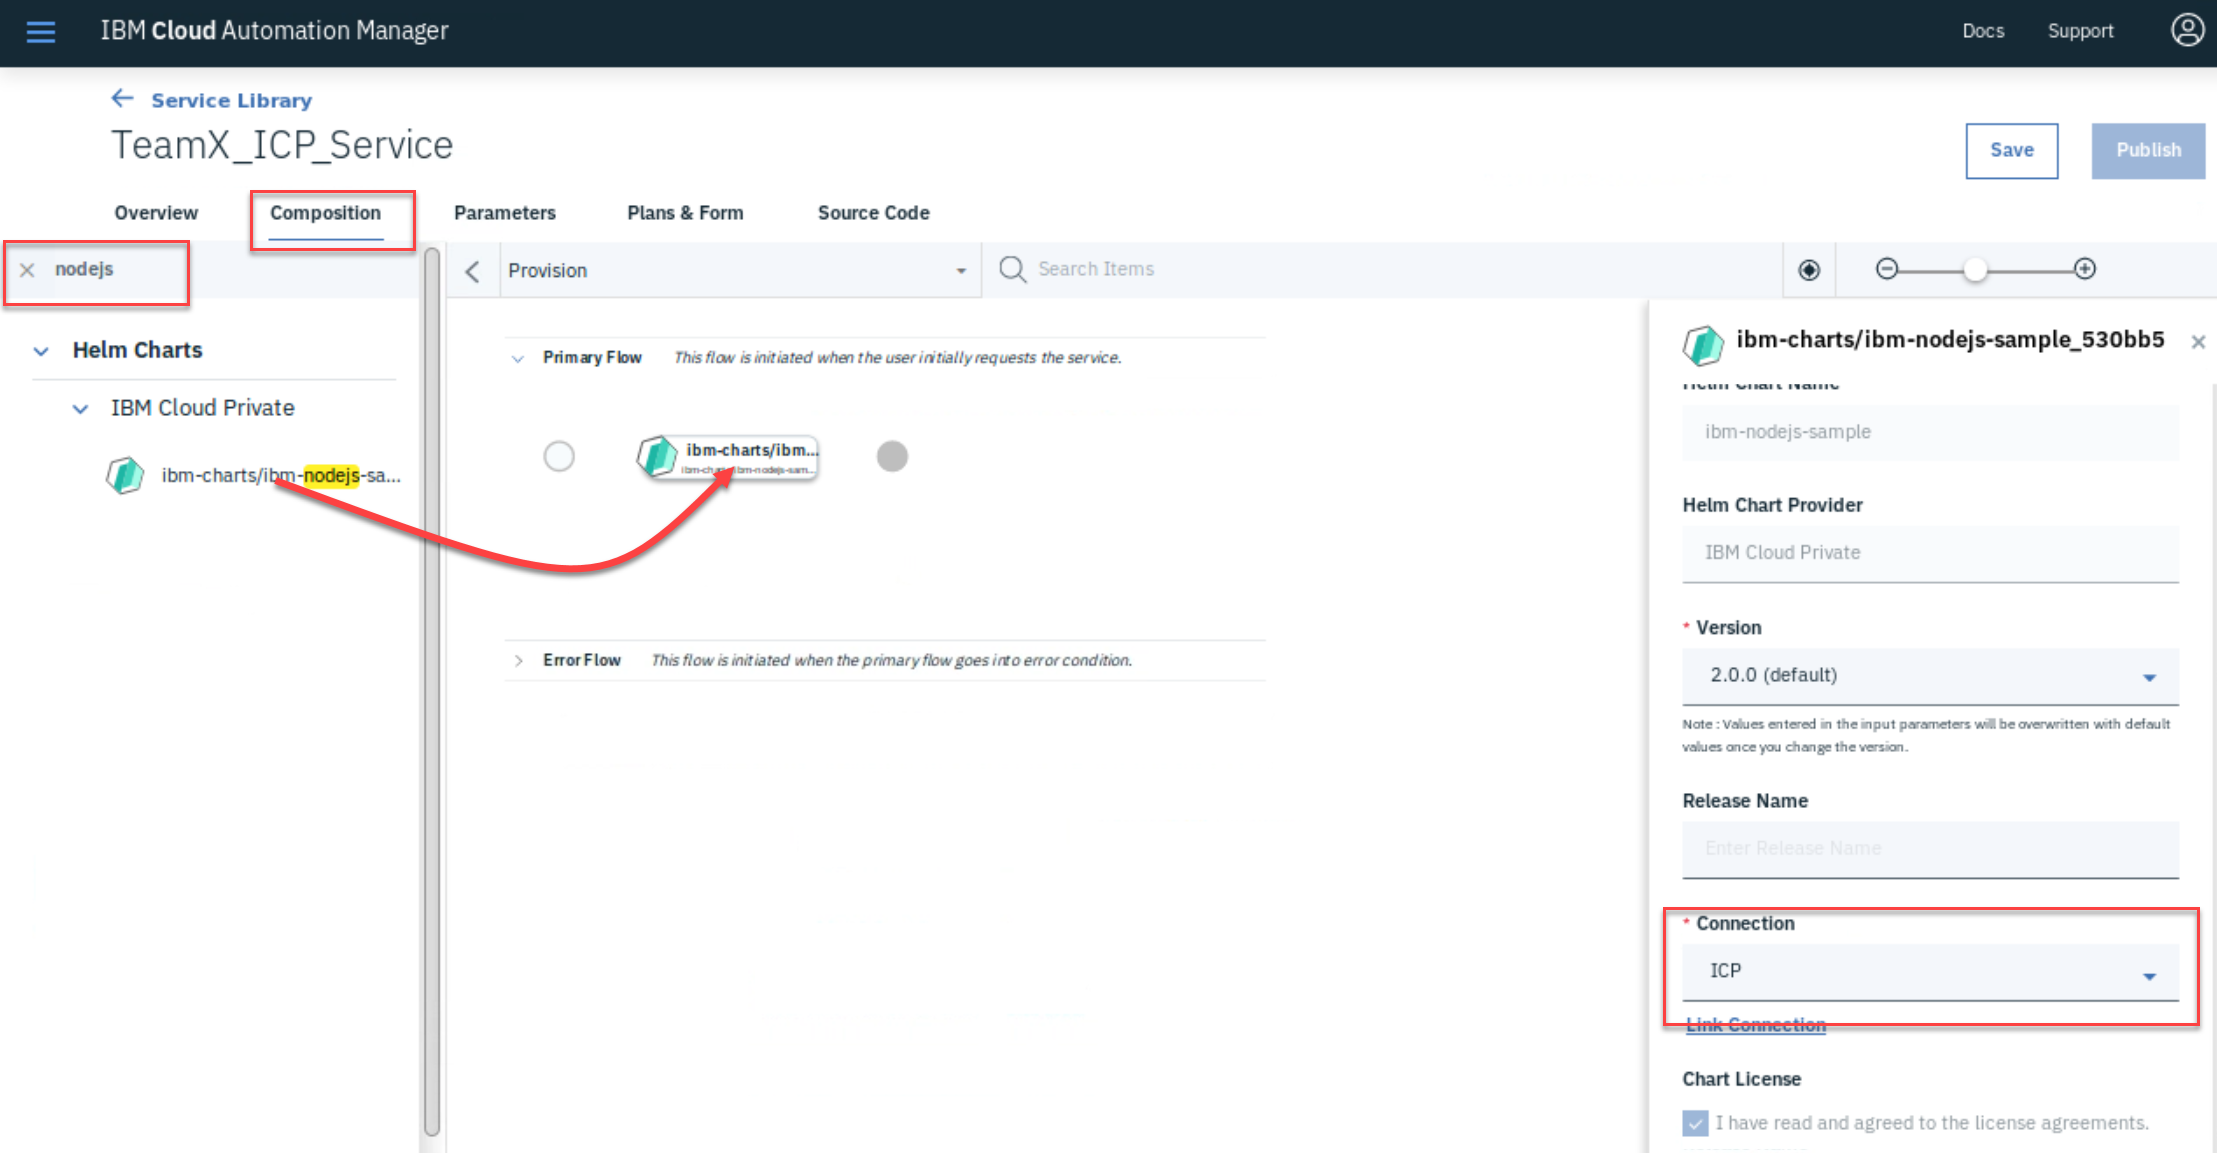 IBM Cloud Automation Manager
Docs Support
Service Library
TeamX_ICP_Service
Save Publish
Overview Composition Parameters Plans & Form Source Code
nodejs
Provision
Search Items
Helm Charts
IBM Cloud Private
ibm-charts/ibm-nodejs-sa...
Primary Flow This flow is initiated when the user initially requests the service.
ibm-charts/ibm...
Error Flow This flow is initiated when the primary flow goes into error condition.
ibm-charts/ibm-nodejs-sample_530bb5
Helm Chart Name
ibm-nodejs-sample
Helm Chart Provider
IBM Cloud Private
* Version
2.0.0 (default)
Note : Values entered in the input parameters will be overwritten with default
values once you change the version.
Release Name
Enter Release Name
* Connection
ICP
Link Connection
Chart License
I have read and agreed to the license agreements.